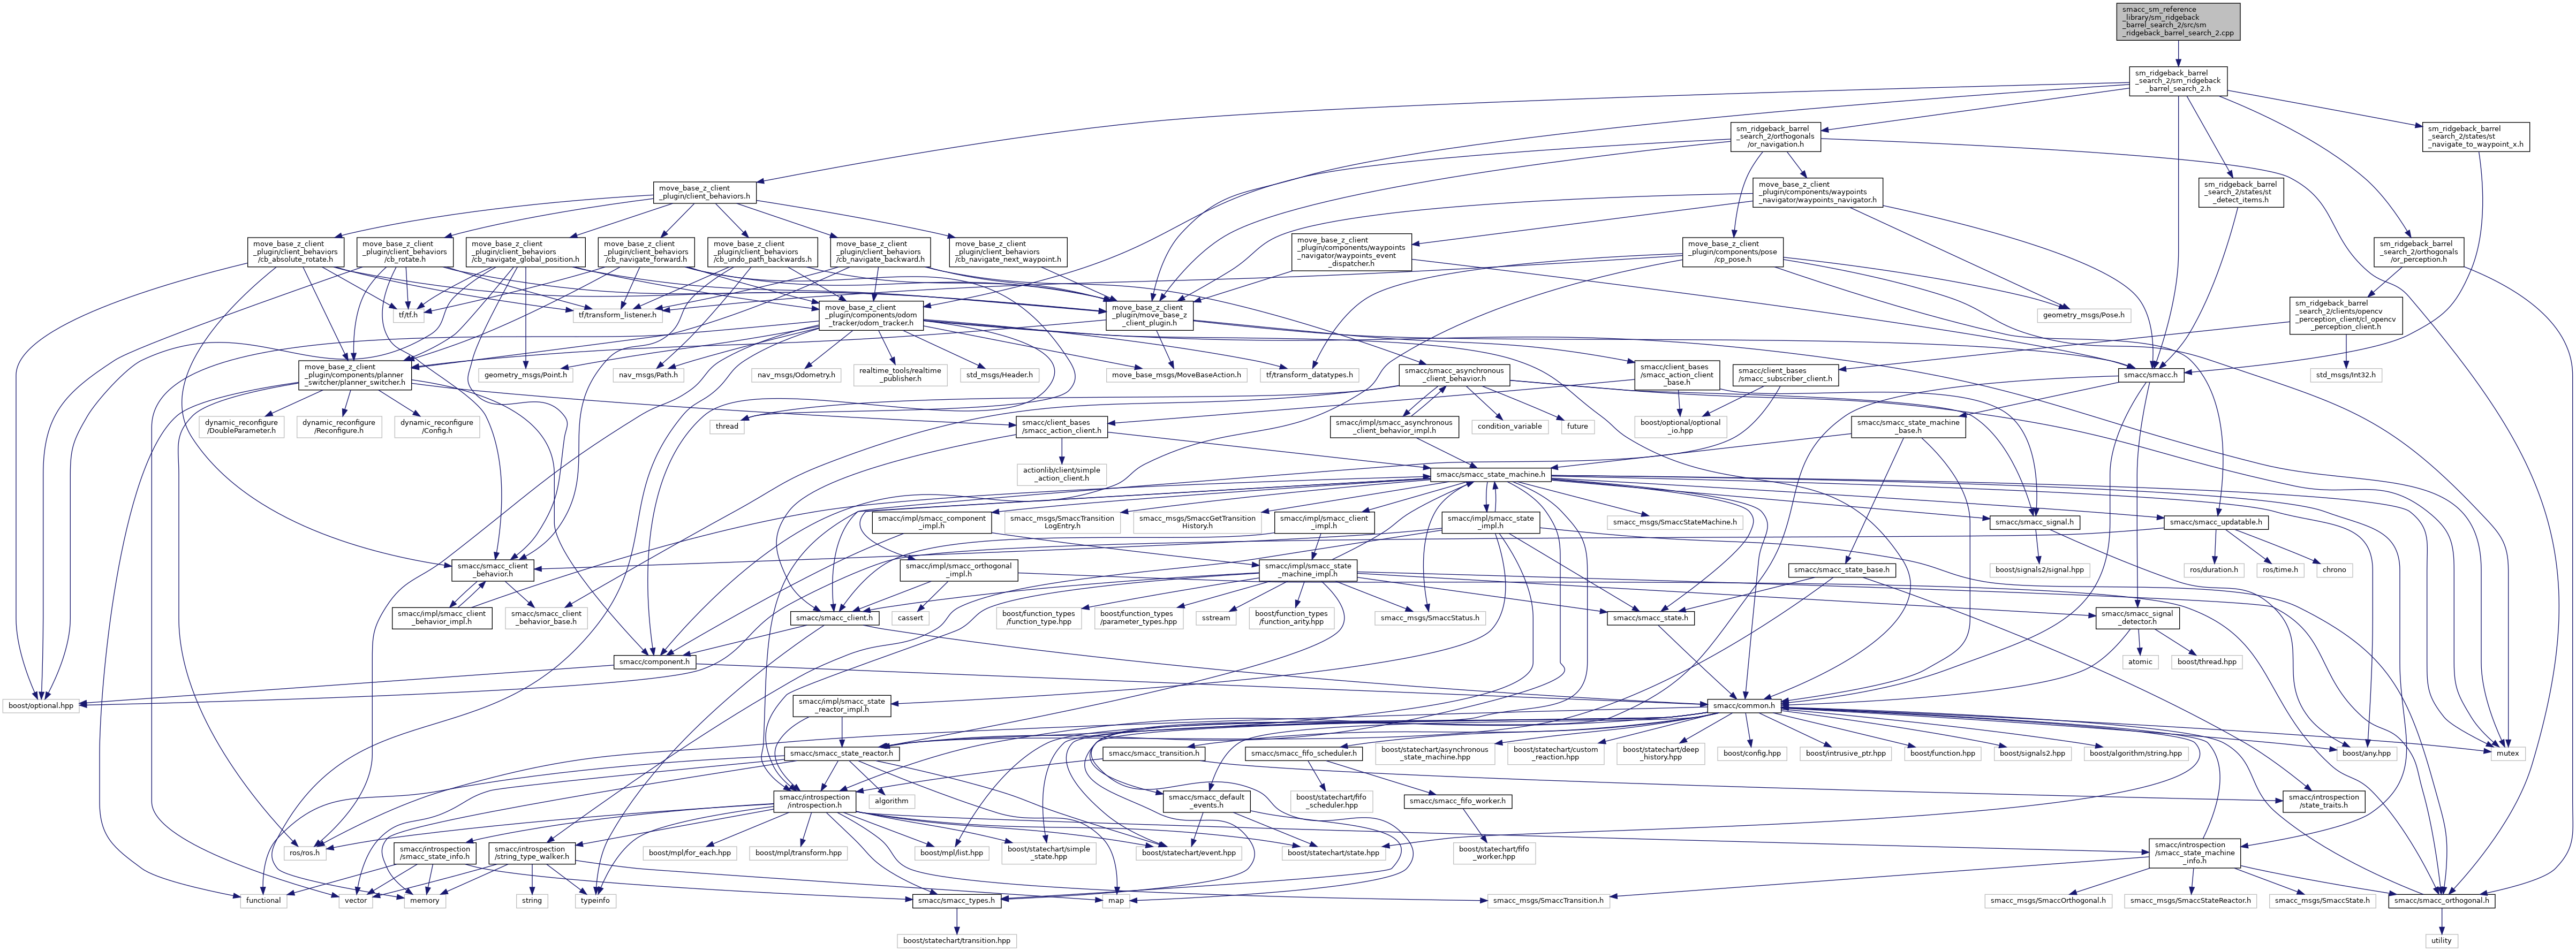 smacc_sm_reference
_library/sm_ridgeback
_barrel_search_2/src/sm
_ridgeback_barrel_search_2.cpp
sm_ridgeback_barrel
_search_2/sm_ridgeback
_barrel_search_2.h
sm_ridgeback_barrel
_search_2/orthogonals
/or_navigation.h
sm_ridgeback_barrel
_search_2/states/st
_navigate_to_waypoint_x.h
move_base_z_client
_plugin/client_behaviors.h
move_base_z_client
_plugin/components/waypoints
_navigator/waypoints_navigator.h
sm_ridgeback_barrel
_search_2/states/st
_detect_items.h
move_base_z_client
_plugin/client_behaviors
/cb_absolute_rotate.h
move_base_z_client
_plugin/client_behaviors
/cb_rotate.h
move_base_z_client
_plugin/client_behaviors
/cb_navigate_global_position.h
move_base_z_client
_plugin/client_behaviors
/cb_navigate_forward.h
move_base_z_client
_plugin/client_behaviors
/cb_undo_path_backwards.h
move_base_z_client
_plugin/client_behaviors
/cb_navigate_backward.h
move_base_z_client
_plugin/client_behaviors
/cb_navigate_next_waypoint.h
move_base_z_client
_plugin/components/waypoints
_navigator/waypoints_event
_dispatcher.h
move_base_z_client
_plugin/components/pose
/cp_pose.h
sm_ridgeback_barrel
_search_2/orthogonals
/or_perception.h
tf/tf.h
tf/transform_listener.h
move_base_z_client
_plugin/components/odom
_tracker/odom_tracker.h
move_base_z_client
_plugin/move_base_z
_client_plugin.h
geometry_msgs/Pose.h
sm_ridgeback_barrel
_search_2/clients/opencv
_perception_client/cl_opencv
_perception_client.h
move_base_z_client
_plugin/components/planner
_switcher/planner_switcher.h
geometry_msgs/Point.h
nav_msgs/Path.h
nav_msgs/Odometry.h
realtime_tools/realtime
_publisher.h
std_msgs/Header.h
move_base_msgs/MoveBaseAction.h
tf/transform_datatypes.h
smacc/smacc_asynchronous
_client_behavior.h
smacc/client_bases
/smacc_action_client
_base.h
smacc/client_bases
/smacc_subscriber_client.h
smacc/smacc.h
std_msgs/Int32.h
dynamic_reconfigure
/DoubleParameter.h
dynamic_reconfigure
/Reconfigure.h
dynamic_reconfigure
/Config.h
thread
smacc/client_bases
/smacc_action_client.h
smacc/impl/smacc_asynchronous
_client_behavior_impl.h
condition_variable
future
boost/optional/optional
_io.hpp
smacc/smacc_state_machine
_base.h
actionlib/client/simple
_action_client.h
smacc/smacc_state_machine.h
smacc/impl/smacc_component
_impl.h
smacc_msgs/SmaccTransition
LogEntry.h
smacc_msgs/SmaccGetTransition
History.h
smacc/impl/smacc_client
_impl.h
smacc/impl/smacc_state
_impl.h
smacc_msgs/SmaccStateMachine.h
smacc/smacc_signal.h
smacc/smacc_updatable.h
smacc/smacc_client
_behavior.h
smacc/impl/smacc_orthogonal
_impl.h
smacc/impl/smacc_state
_machine_impl.h
smacc/smacc_state_base.h
boost/signals2/signal.hpp
ros/duration.h
ros/time.h
chrono
smacc/impl/smacc_client
_behavior_impl.h
smacc/smacc_client
_behavior_base.h
smacc/smacc_client.h
cassert
boost/function_types
/function_type.hpp
boost/function_types
/parameter_types.hpp
sstream
boost/function_types
/function_arity.hpp
smacc_msgs/SmaccStatus.h
smacc/smacc_state.h
smacc/smacc_signal
_detector.h
smacc/component.h
atomic
boost/thread.hpp
boost/optional.hpp
smacc/impl/smacc_state
_reactor_impl.h
smacc/common.h
smacc/smacc_state_reactor.h
smacc/smacc_transition.h
smacc/smacc_fifo_scheduler.h
boost/statechart/asynchronous
_state_machine.hpp
boost/statechart/custom
_reaction.hpp
boost/statechart/deep
_history.hpp
boost/config.hpp
boost/intrusive_ptr.hpp
boost/function.hpp
boost/signals2.hpp
boost/algorithm/string.hpp
boost/any.hpp
mutex
smacc/introspection
/introspection.h
algorithm
smacc/smacc_default
_events.h
boost/statechart/fifo
_scheduler.hpp
smacc/smacc_fifo_worker.h
smacc/introspection
/state_traits.h
ros/ros.h
smacc/introspection
/smacc_state_info.h
smacc/introspection
/string_type_walker.h
boost/mpl/for_each.hpp
boost/mpl/transform.hpp
boost/mpl/list.hpp
boost/statechart/simple
_state.hpp
boost/statechart/event.hpp
boost/statechart/state.hpp
boost/statechart/fifo
_worker.hpp
smacc/introspection
/smacc_state_machine
_info.h
functional
vector
memory
string
typeinfo
smacc/smacc_types.h
map
smacc_msgs/SmaccTransition.h
smacc_msgs/SmaccOrthogonal.h
smacc_msgs/SmaccStateReactor.h
smacc_msgs/SmaccState.h
smacc/smacc_orthogonal.h
boost/statechart/transition.hpp
utility